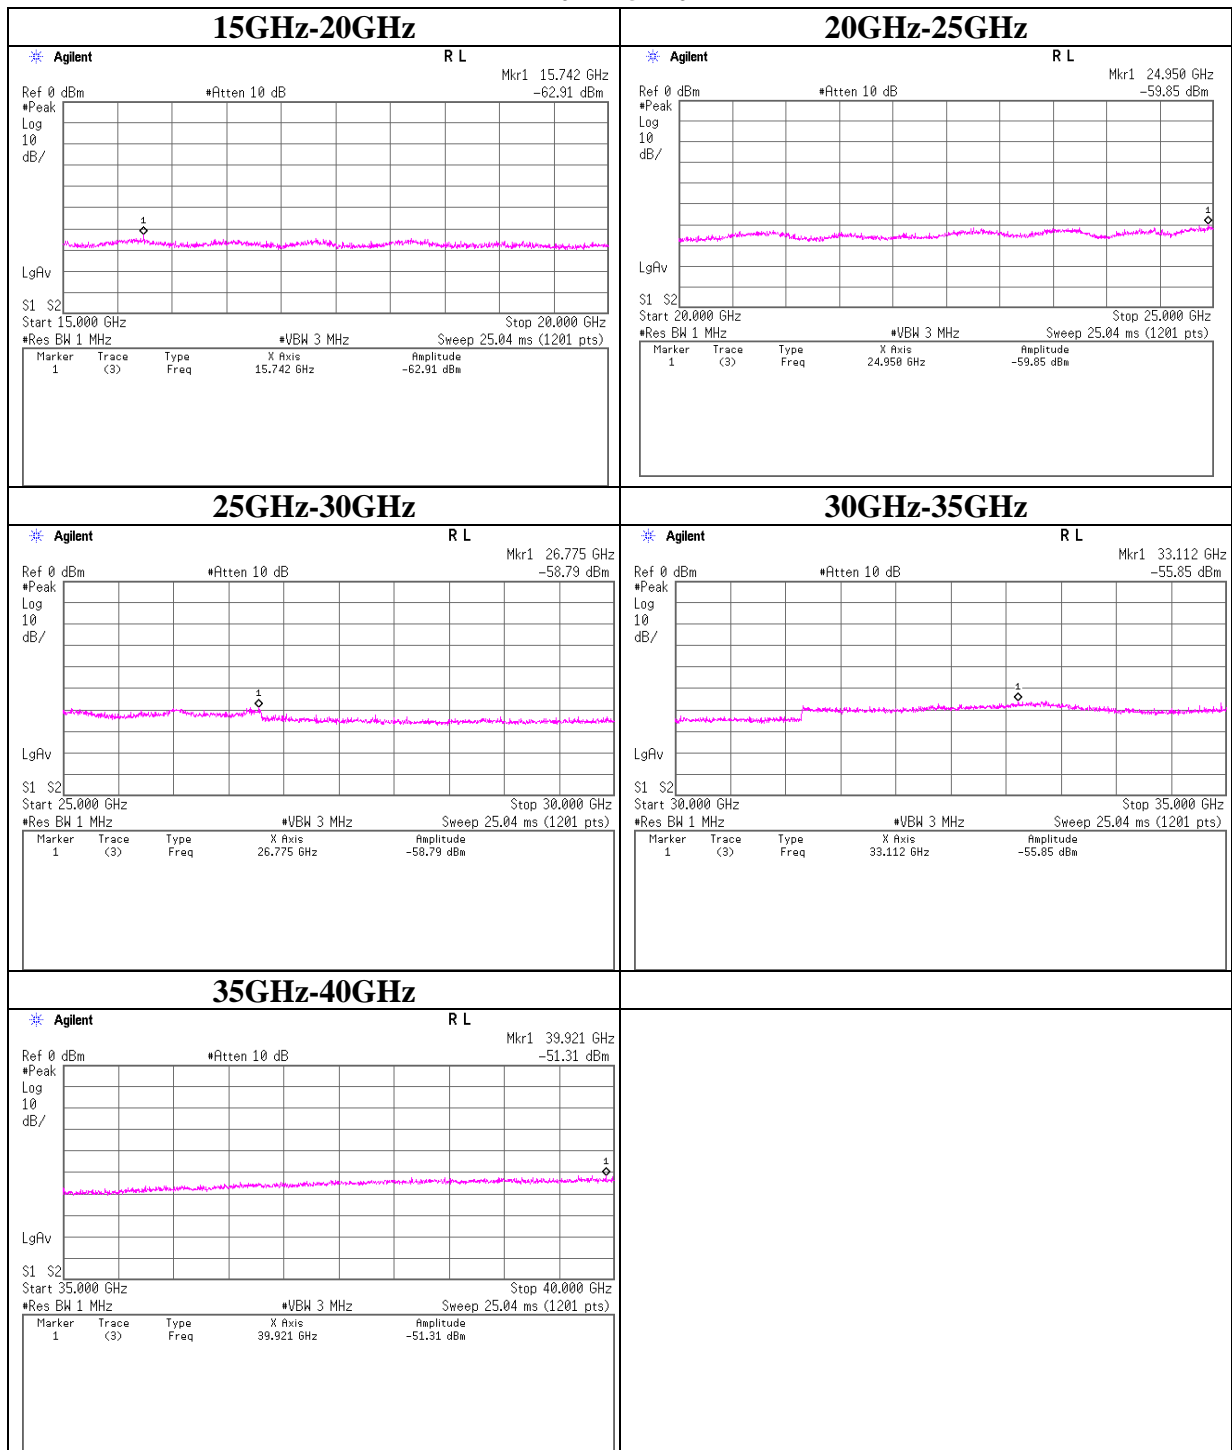 15GHz-20GHz
Agilent
R L
Mkr1 15.742 GHz
Ref 0 dBm
#Atten 10 dB
-62.91 dBm
#Peak
Log
10
dB/
1
LgAv
S1 S2
Start 15.000 GHz
Stop 20.000 GHz
#Res BW 1 MHz
#VBW 3 MHz
Sweep 25.04 ms (1201 pts)
Marker Trace Type X Axis Amplitude
1 (3) Freq 15.742 GHz -62.91 dBm
20GHz-25GHz
Agilent
R L
Mkr1 24.950 GHz
Ref 0 dBm
#Atten 10 dB
-59.85 dBm
#Peak
Log
10
dB/
1
LgAv
S1 S2
Start 20.000 GHz
Stop 25.000 GHz
#Res BW 1 MHz
#VBW 3 MHz
Sweep 25.04 ms (1201 pts)
Marker Trace Type X Axis Amplitude
1 (3) Freq 24.950 GHz -59.85 dBm
25GHz-30GHz
Agilent
R L
Mkr1 26.775 GHz
Ref 0 dBm
#Atten 10 dB
-58.79 dBm
#Peak
Log
10
dB/
1
LgAv
S1 S2
Start 25.000 GHz
Stop 30.000 GHz
#Res BW 1 MHz
#VBW 3 MHz
Sweep 25.04 ms (1201 pts)
Marker Trace Type X Axis Amplitude
1 (3) Freq 26.775 GHz -58.79 dBm
30GHz-35GHz
Agilent
R L
Mkr1 33.112 GHz
Ref 0 dBm
#Atten 10 dB
-55.85 dBm
#Peak
Log
10
dB/
1
LgAv
S1 S2
Start 30.000 GHz
Stop 35.000 GHz
#Res BW 1 MHz
#VBW 3 MHz
Sweep 25.04 ms (1201 pts)
Marker Trace Type X Axis Amplitude
1 (3) Freq 33.112 GHz -55.85 dBm
35GHz-40GHz
Agilent
R L
Mkr1 39.921 GHz
Ref 0 dBm
#Atten 10 dB
-51.31 dBm
#Peak
Log
10
dB/
1
LgAv
S1 S2
Start 35.000 GHz
Stop 40.000 GHz
#Res BW 1 MHz
#VBW 3 MHz
Sweep 25.04 ms (1201 pts)
Marker Trace Type X Axis Amplitude
1 (3) Freq 39.921 GHz -51.31 dBm